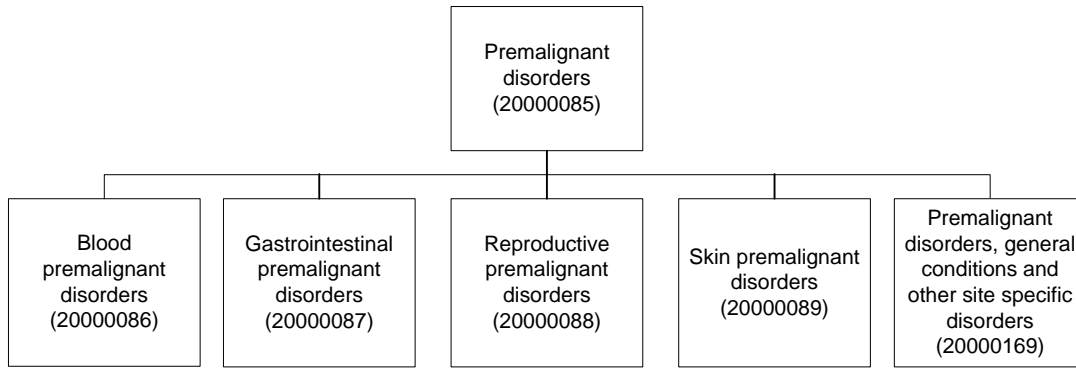 Premalignant
disorders
(20000085)
Blood
premalignant
disorders
(20000086)
Gastrointestinal
premalignant
disorders
(20000087)
Reproductive
premalignant
disorders
(20000088)
Skin premalignant
disorders
(20000089)
Premalignant
disorders, general
conditions and
other site specific
disorders
(20000169)